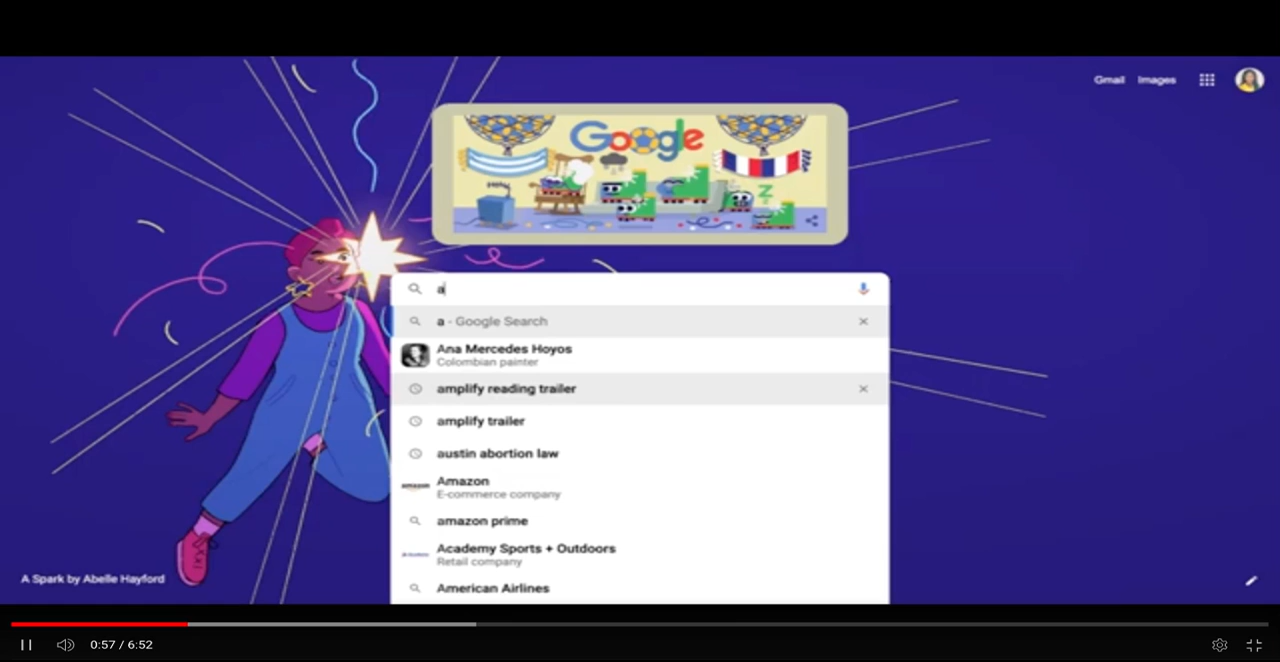 Gmail Images
Google
a
a - Google Search
Ana Mercedes Hoyos
Colombian painter
amplify reading trailer
amplify trailer
austin abortion law
amazon
Amazon
E-commerce company
amazon prime
Academy Sports + Outdoors
Retail company
American Airlines
A Spark by Abelle Hayford
0:57 / 6:52